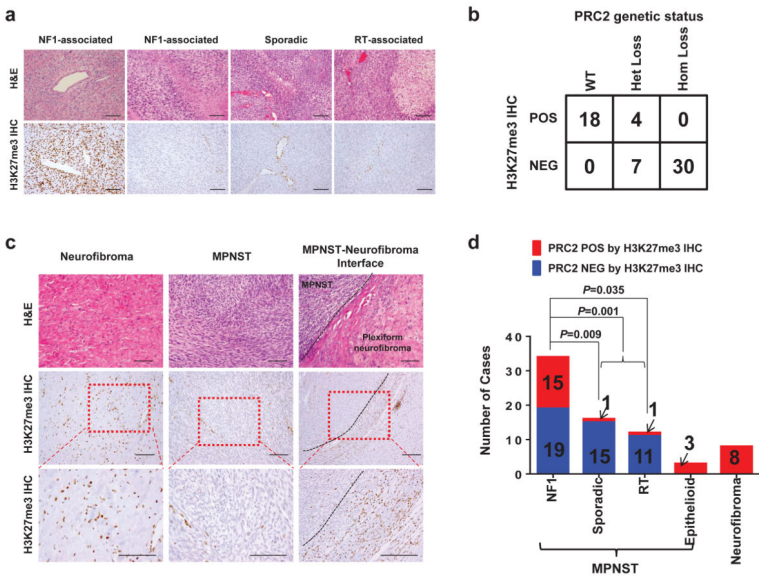 a
NF1-associated NF1-associated Sporadic RT-associated
H&E
H3K27me3 IHC
b
PRC2 genetic status
WT Het Loss Hom Loss
H3K27me3 IHC
POS 18 4 0
NEG 0 7 30
c
Neurofibroma MPNST MPNST-Neurofibroma
Interface
H&E
MPNST
Plexiform
neurofibroma
H3K27me3 IHC
H3K27me3 IHC
d
PRC2 POS by H3K27me3 IHC
PRC2 NEG by H3K27me3 IHC
P=0.035
P=0.001
P=0.009
Number of Cases
40
30
20
10
0
15
19
1
15
1
11
3
8
NF1
Sporadic
RT
Epithelioid
Neurofibroma
MPNST